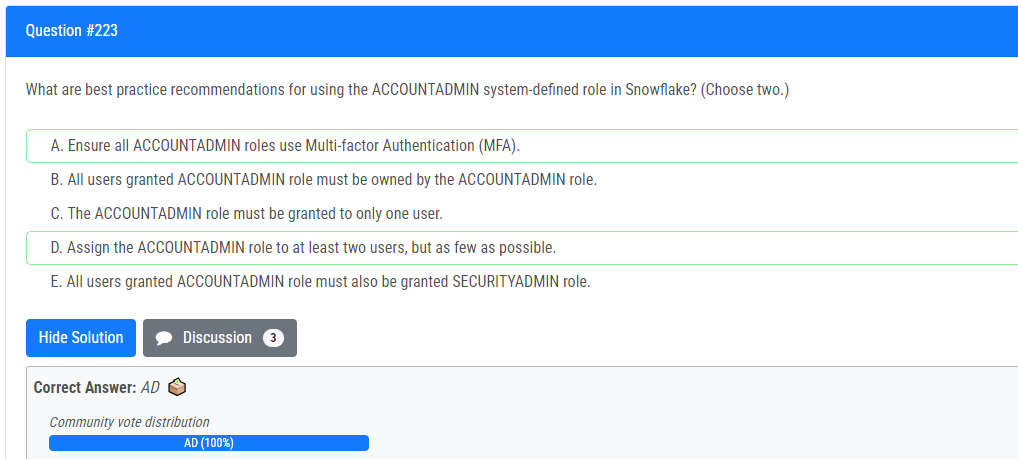 Question #223
What are best practice recommendations for using the ACCOUNTADMIN system-defined role in Snowflake? (Choose two.)
A. Ensure all ACCOUNTADMIN roles use Multi-factor Authentication (MFA).
B. All users granted ACCOUNTADMIN role must be owned by the ACCOUNTADMIN role.
C. The ACCOUNTADMIN role must be granted to only one user.
D. Assign the ACCOUNTADMIN role to at least two users, but as few as possible.
E. All users granted ACCOUNTADMIN role must also be granted SECURITYADMIN role.
Hide Solution Discussion 3
Correct Answer: AD
Community vote distribution
AD (100%)